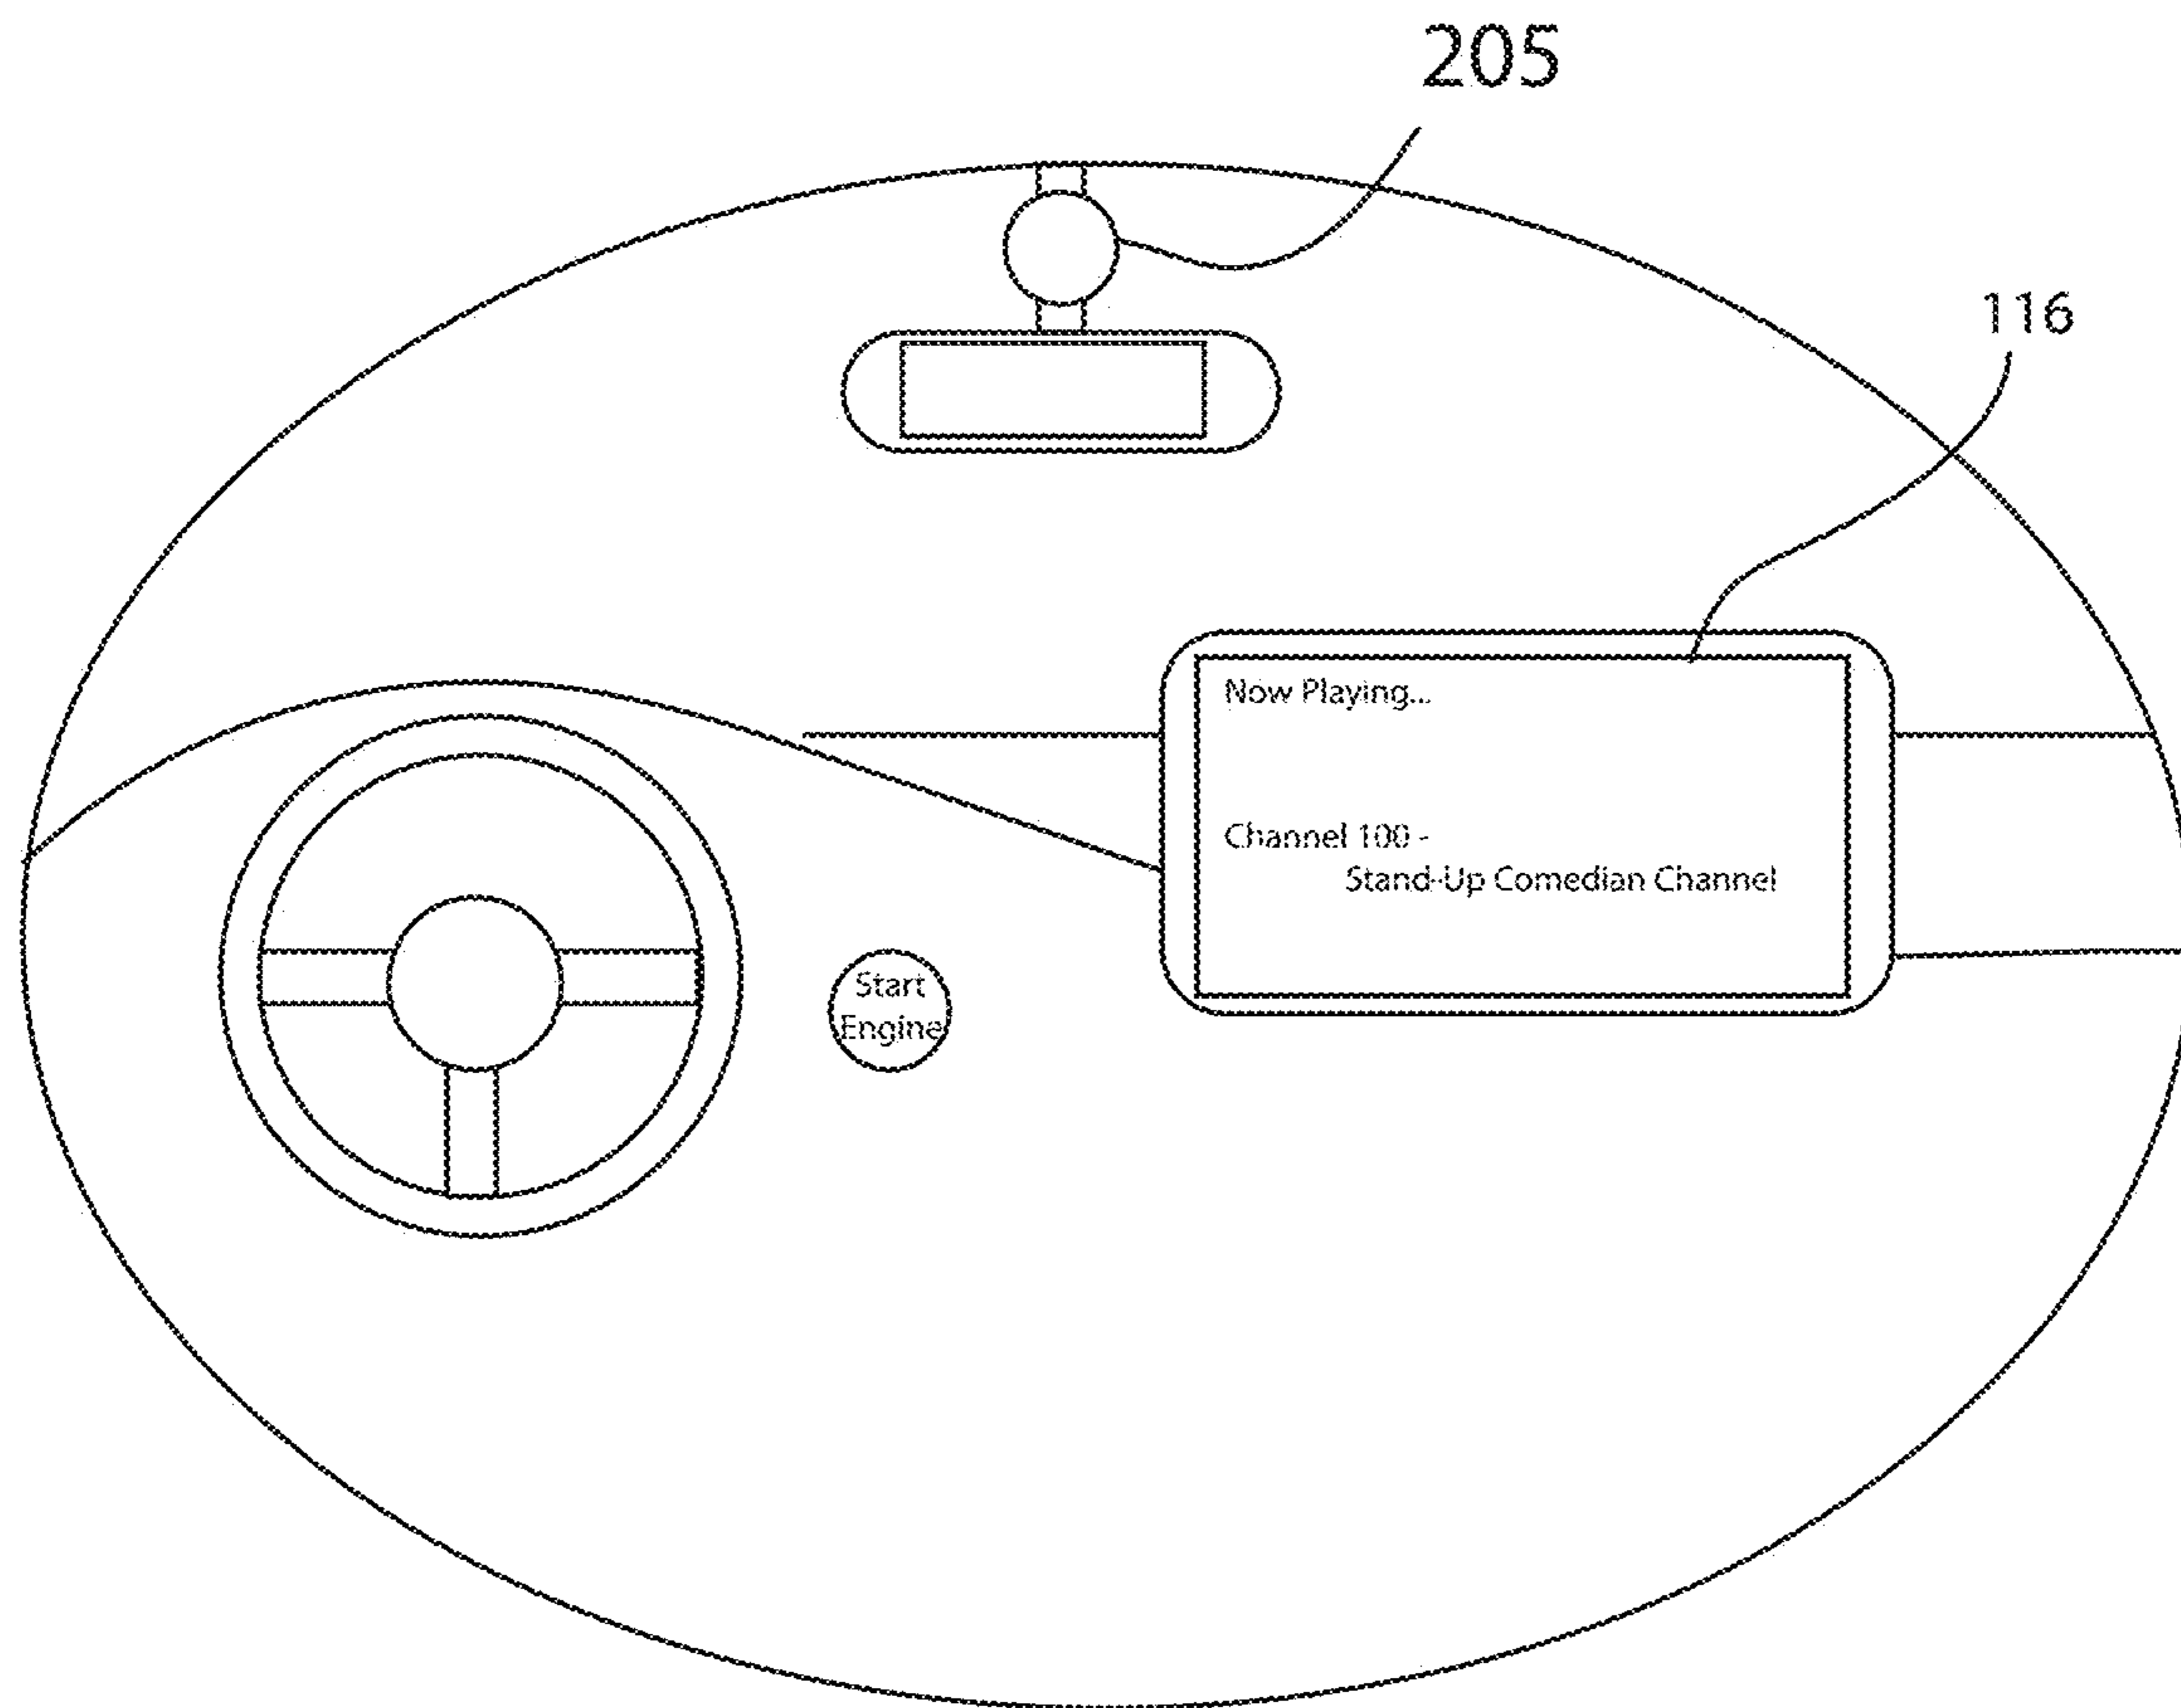 205
116
Now Playing...
Channel 100 -
Stand-Up Comedian Channel
Start
Engine